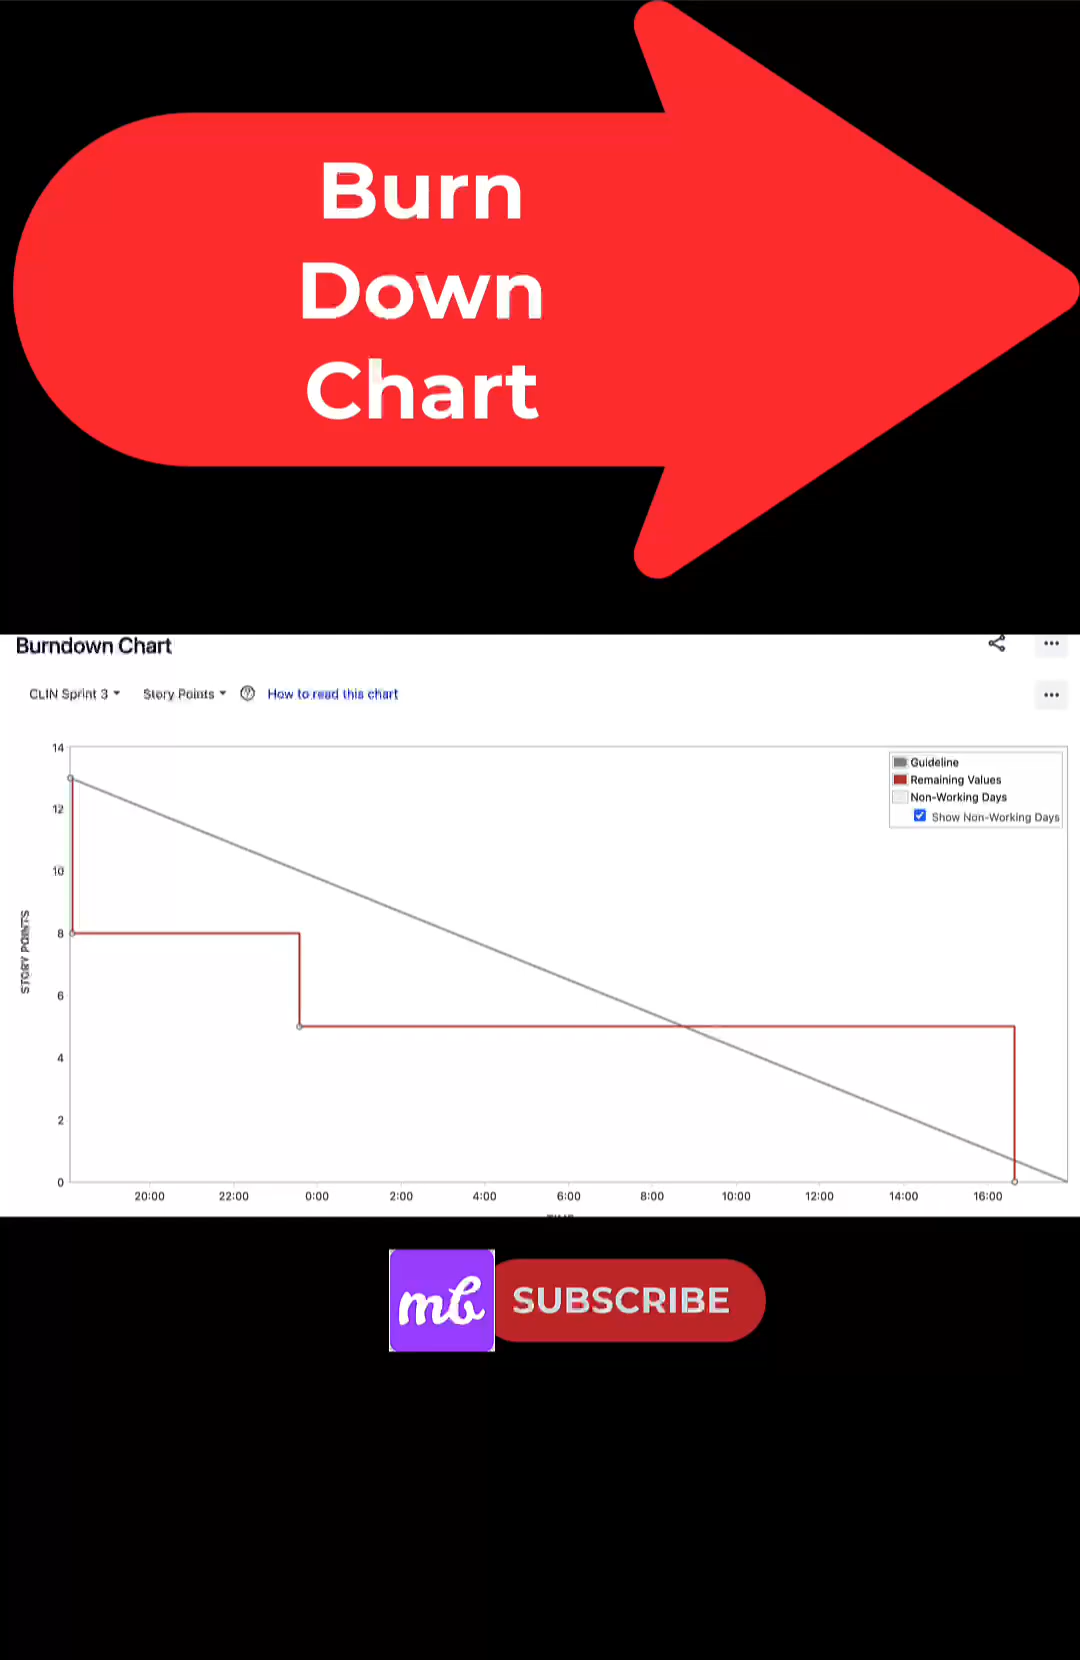 Burn
Down
Chart
Burndown Chart
CLIN Sprint 3
Story Points
How to read this chart
Guideline
Remaining Values
Non-Working Days
Show Non-Working Days
STORY POINTS
14
12
10
8
6
4
2
0
20:00 22:00 0:00 2:00 4:00 6:00 8:00 10:00 12:00 14:00 16:00
mb
SUBSCRIBE